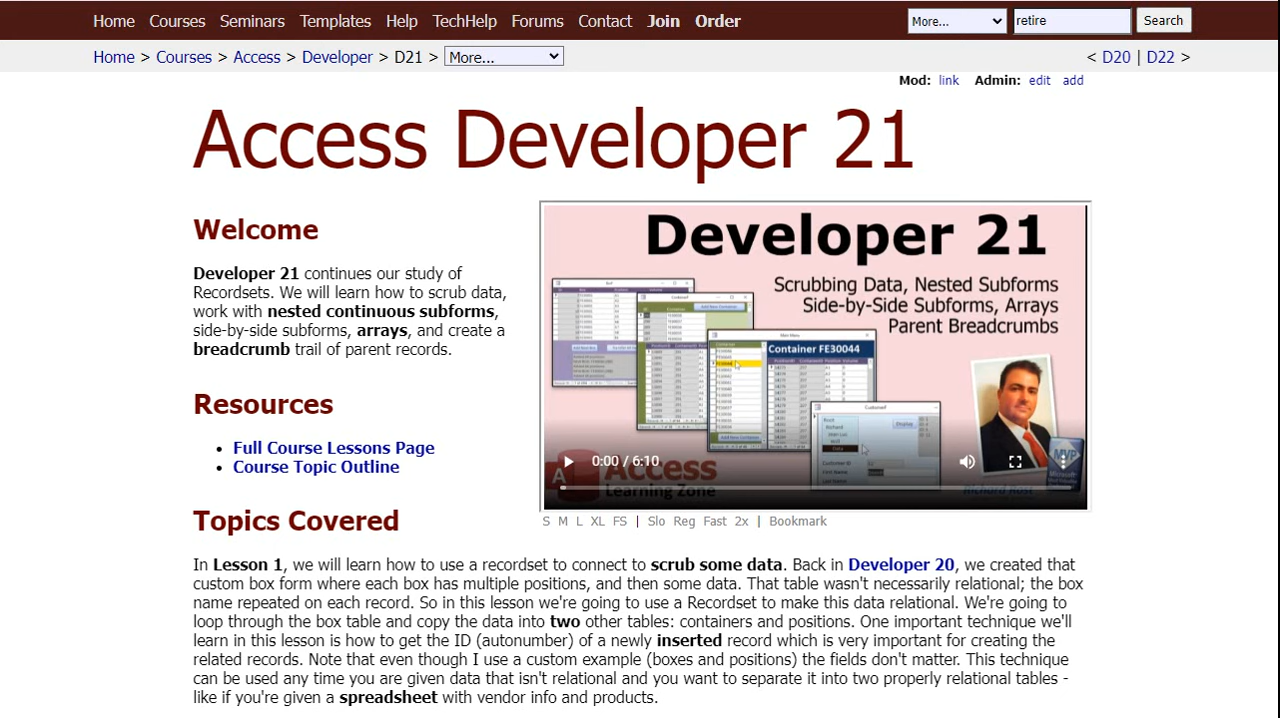 Home Courses Seminars Templates Help TechHelp Forums Contact Join Order More... retire Search
Home > Courses > Access > Developer > D21 > More... < D20 | D22 >
Mod: link Admin: edit add
Access Developer 21
Welcome
Developer 21 continues our study of
Recordsets. We will learn how to scrub data,
work with nested continuous subforms,
side-by-side subforms, arrays, and create a
breadcrumb trail of parent records.
Resources
• Full Course Lessons Page
• Course Topic Outline
Developer 21
Scrubbing Data, Nested Subforms
Side-by-Side Subforms, Arrays
Parent Breadcrumbs
Container FE30044
0:00 / 6:10
Access
Learning Zone
Richard Rost
MVP
S M L XL FS | Slo Reg Fast 2x | Bookmark
Topics Covered
In Lesson 1, we will learn how to use a recordset to connect to scrub some data. Back in Developer 20, we created that
custom box form where each box has multiple positions, and then some data. That table wasn't necessarily relational; the box
name repeated on each record. So in this lesson we're going to use a Recordset to make this data relational. We're going to
loop through the box table and copy the data into two other tables: containers and positions. One important technique we'll
learn in this lesson is how to get the ID (autonumber) of a newly inserted record which is very important for creating the
related records. Note that even though I use a custom example (boxes and positions) the fields don't matter. This technique
can be used any time you are given data that isn't relational and you want to separate it into two properly relational tables -
like if you're given a spreadsheet with vendor info and products.